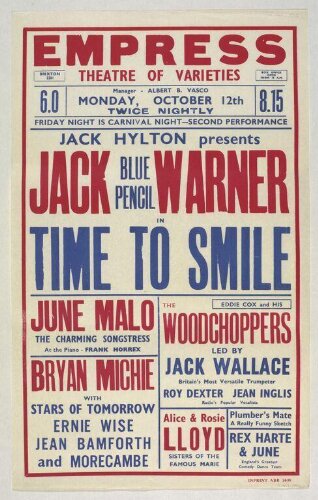 EMPRESS
THEATRE OF VARIETIES
BRIXTON
Manager - ALBERT B. VASCO
6.0 MONDAY, OCTOBER 12th 8.15
TWICE NIGHTLY
FRIDAY NIGHT IS CARNIVAL NIGHT—SECOND PERFORMANCE
JACK HYLTON presents
JACK BLUE PENCIL WARNER
IN
TIME TO SMILE
JUNE MALO
THE CHARMING SONGSTRESS
At the Piano - FRANK HORREX
BRYAN MICHIE
WITH
STARS OF TOMORROW
ERNIE WISE
JEAN BAMFORTH
and MORECAMBE
THE
EDDIE COX and HIS
WOODCHOPPERS
LED BY
JACK WALLACE
Britain's Most Versatile Trumpeter
ROY DEXTER JEAN INGLIS
Radio's Popular Vocalists
Alice & Rosie
LLOYD
SISTERS OF THE
FAMOUS MARIE
Plumber's Mate
A Really Funny Sketch
REX HARTE
& JUNE
England's Greatest
Comedy Dance Team